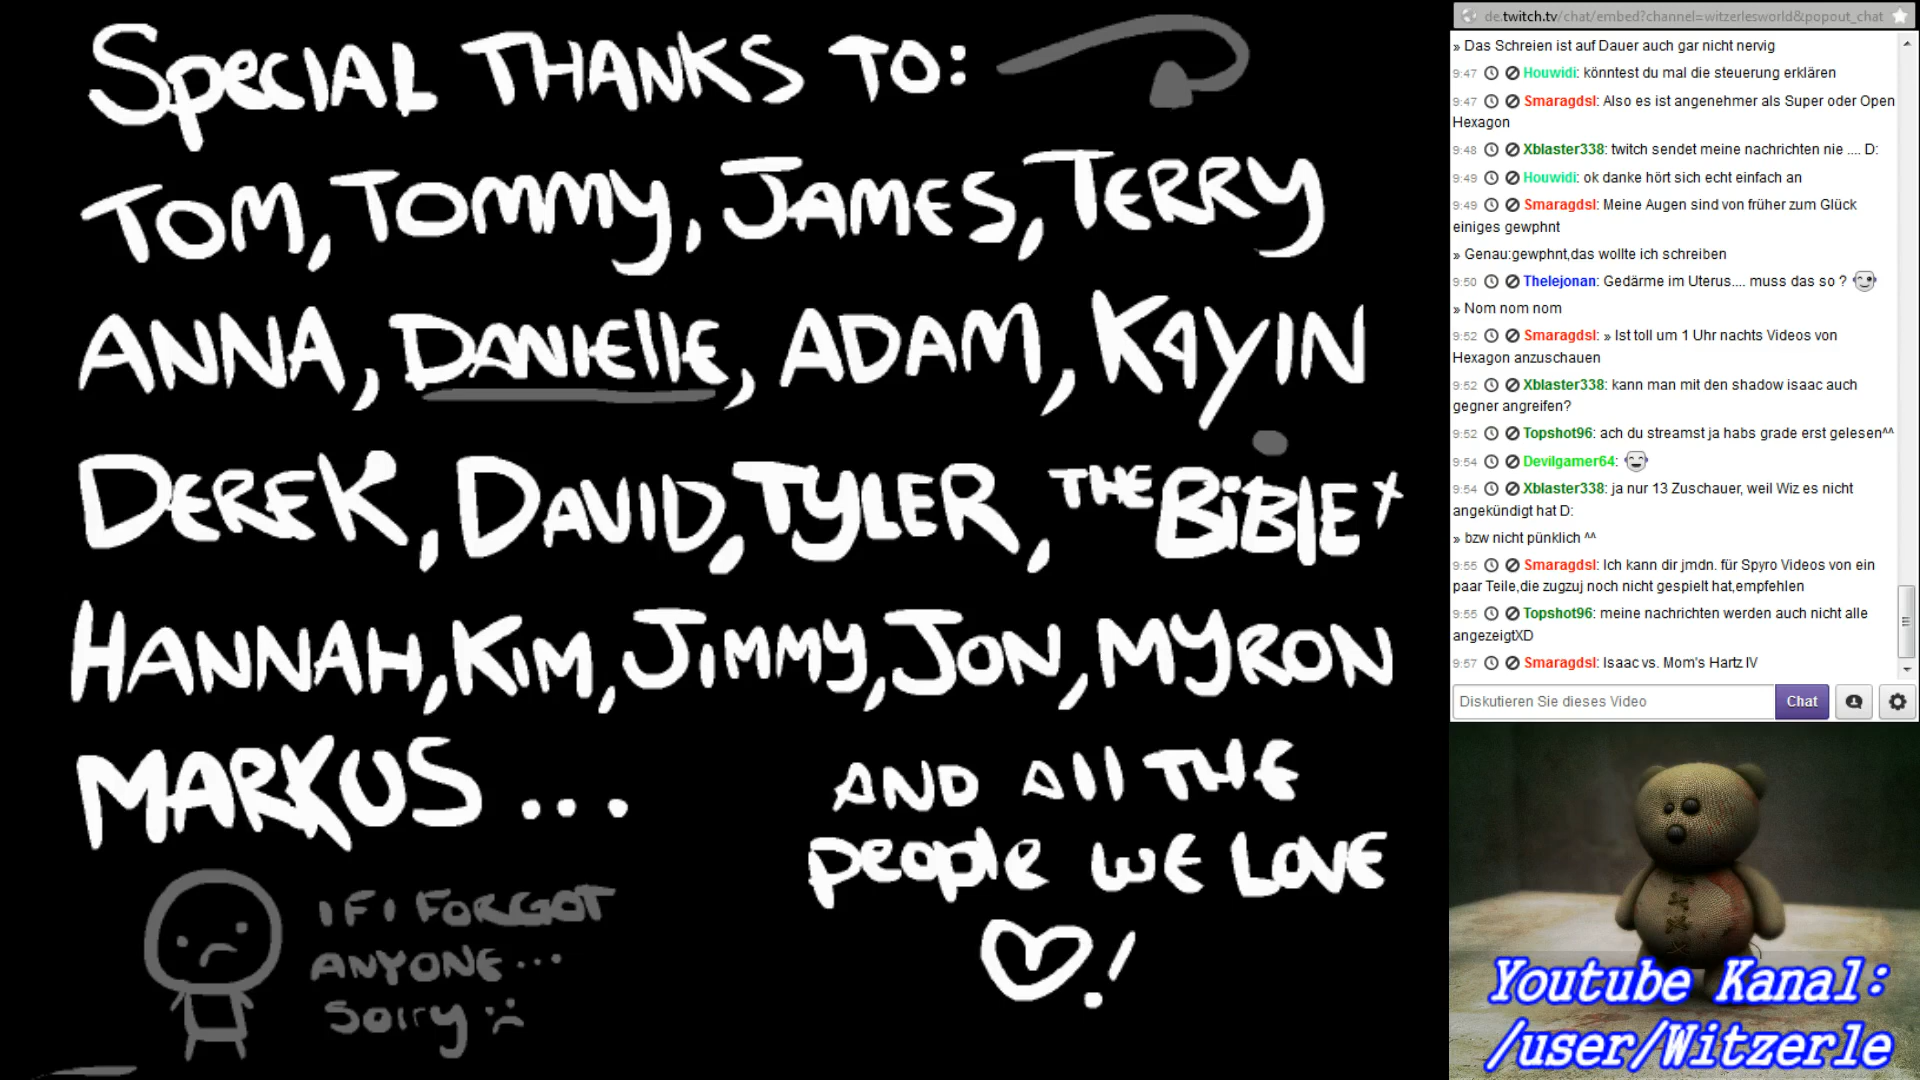 Special THANKS TO:
TOM, TOMMY, JAMES, TERRY
ANNA, DANIElle, ADAM, KAYIN
DEREK, DAVID, TYLER, THE BiBlE
HANNAH, KIM, JIMMY, JON, MYRON
MARKUS...
AND All THE
people we LOVE
!
IF I FORGOT
ANYONE...
Sorry :(
de.twitch.tv/chat/embed?channel=witzerlesworld&popout_chat
» Das Schreien ist auf Dauer auch gar nicht nervig
9:47 Houwidi: könntest du mal die steuerung erklären
9:47 Smaragdsl: Also es ist angenehmer als Super oder Open
Hexagon
9:48 Xblaster338: twitch sendet meine nachrichten nie .... D:
9:49 Houwidi: ok danke hört sich echt einfach an
9:49 Smaragdsl: Meine Augen sind von früher zum Glück
einiges gewphnt
» Genau:gewphnt,das wollte ich schreiben
9:50 Thelejonan: Gedärme im Uterus.... muss das so ?
» Nom nom nom
9:52 Smaragdsl: » Ist toll um 1 Uhr nachts Videos von
Hexagon anzuschauen
9:52 Xblaster338: kann man mit den shadow isaac auch
gegner angreifen?
9:52 Topshot96: ach du streamst ja habs grade erst gelesen^^
9:54 Devilgamer64:
9:54 Xblaster338: ja nur 13 Zuschauer, weil Wiz es nicht
angekündigt hat D:
» bzw nicht pünklich ^^
9:55 Smaragdsl: Ich kann dir jmdn. für Spyro Videos von ein
paar Teile,die zugzuj noch nicht gespielt hat,empfehlen
9:55 Topshot96: meine nachrichten werden auch nicht alle
angezeigtXD
9:57 Smaragdsl: Isaac vs. Mom's Hartz IV
Diskutieren Sie dieses Video Chat
Youtube Kanal:
/user/Witzerle